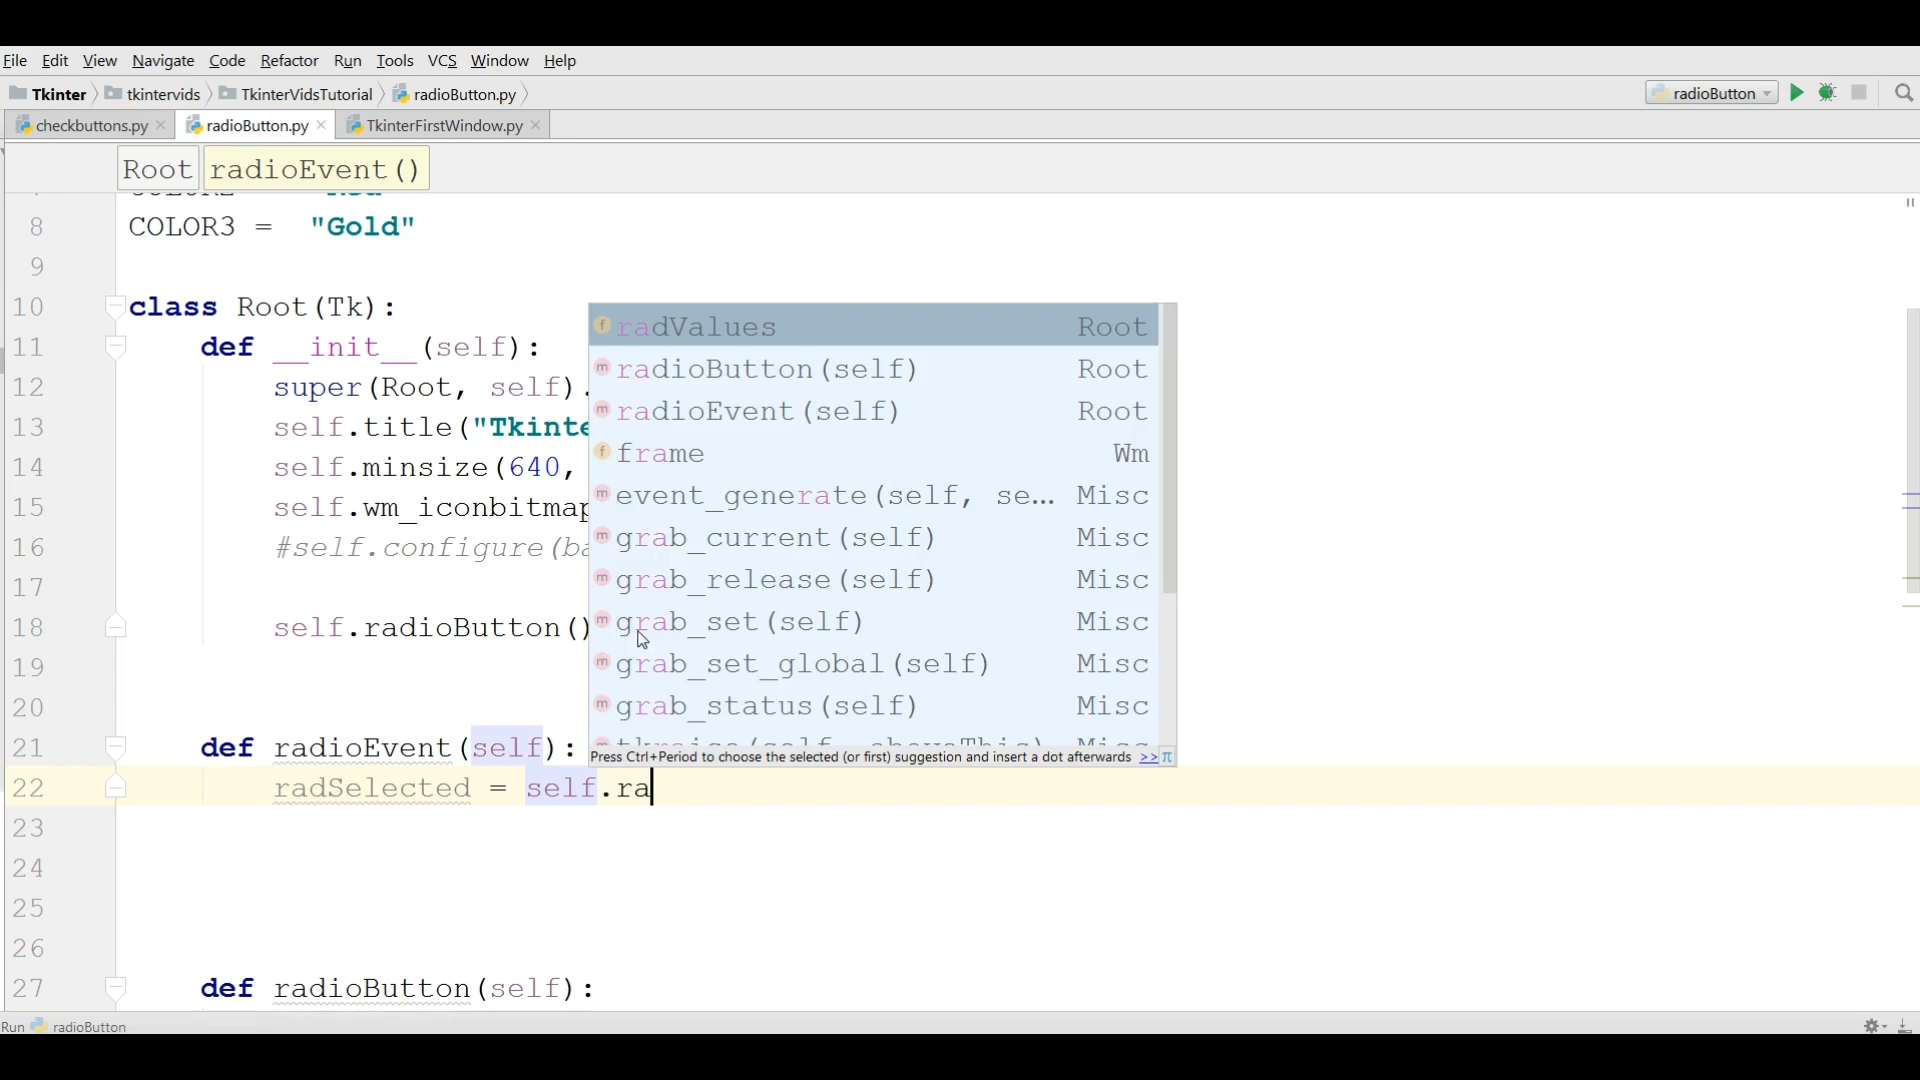 File Edit View Navigate Code Refactor Run Tools VCS Window Help
Tkinter tkintervids TkinterVidsTutorial radioButton.py radioButton
checkbuttons.py radioButton.py TkinterFirstWindow.py
Root radioEvent()
8 COLOR3 = "Gold"
9
10 class Root(Tk):
11 def __init__(self):
12 super(Root, self).
13 self.title("Tkinte
14 self.minsize(640,
15 self.wm_iconbitmap
16 #self.configure(ba
17
18 self.radioButton()
19
20
21 def radioEvent(self):
22 radSelected = self.ra
23
24
25
26
27 def radioButton(self):
radValues Root
radioButton(self) Root
radioEvent(self) Root
frame Wm
event_generate(self, se... Misc
grab_current(self) Misc
grab_release(self) Misc
grab_set(self) Misc
grab_set_global(self) Misc
grab_status(self) Misc
Press Ctrl+Period to choose the selected (or first) suggestion and insert a dot afterwards >> π
Run radioButton